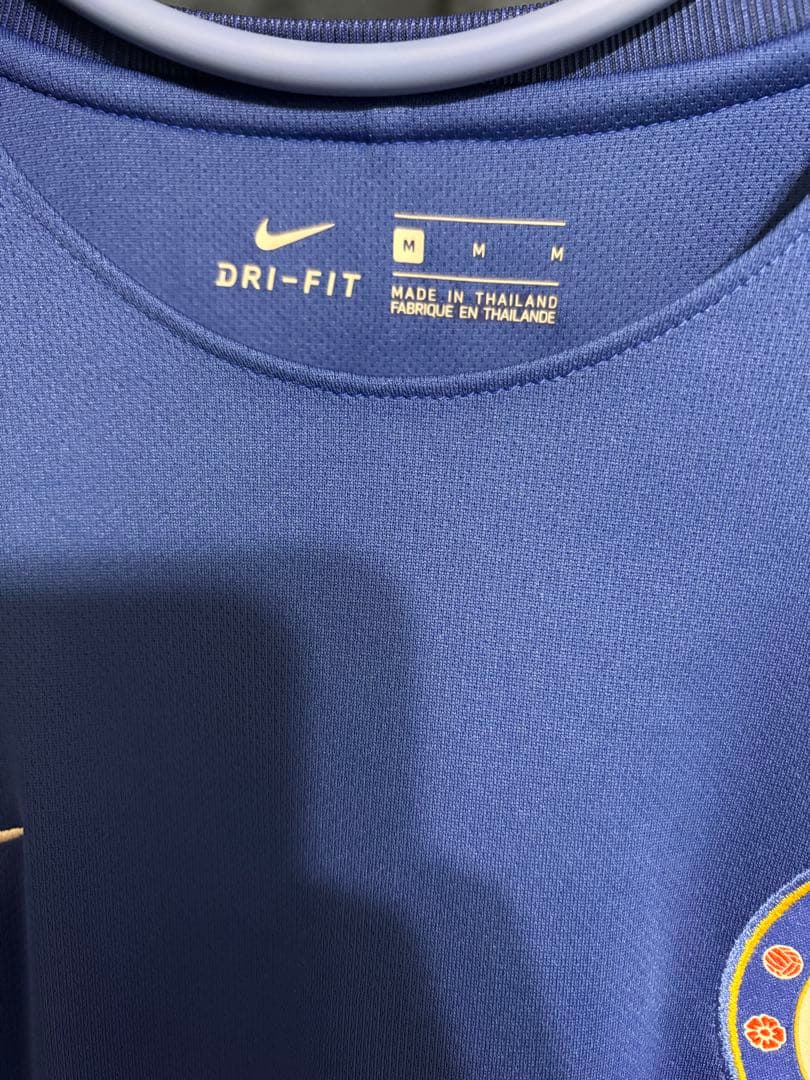 DRI-FIT
M M M
MADE IN THAILAND
FABRIQUE EN THAILANDE